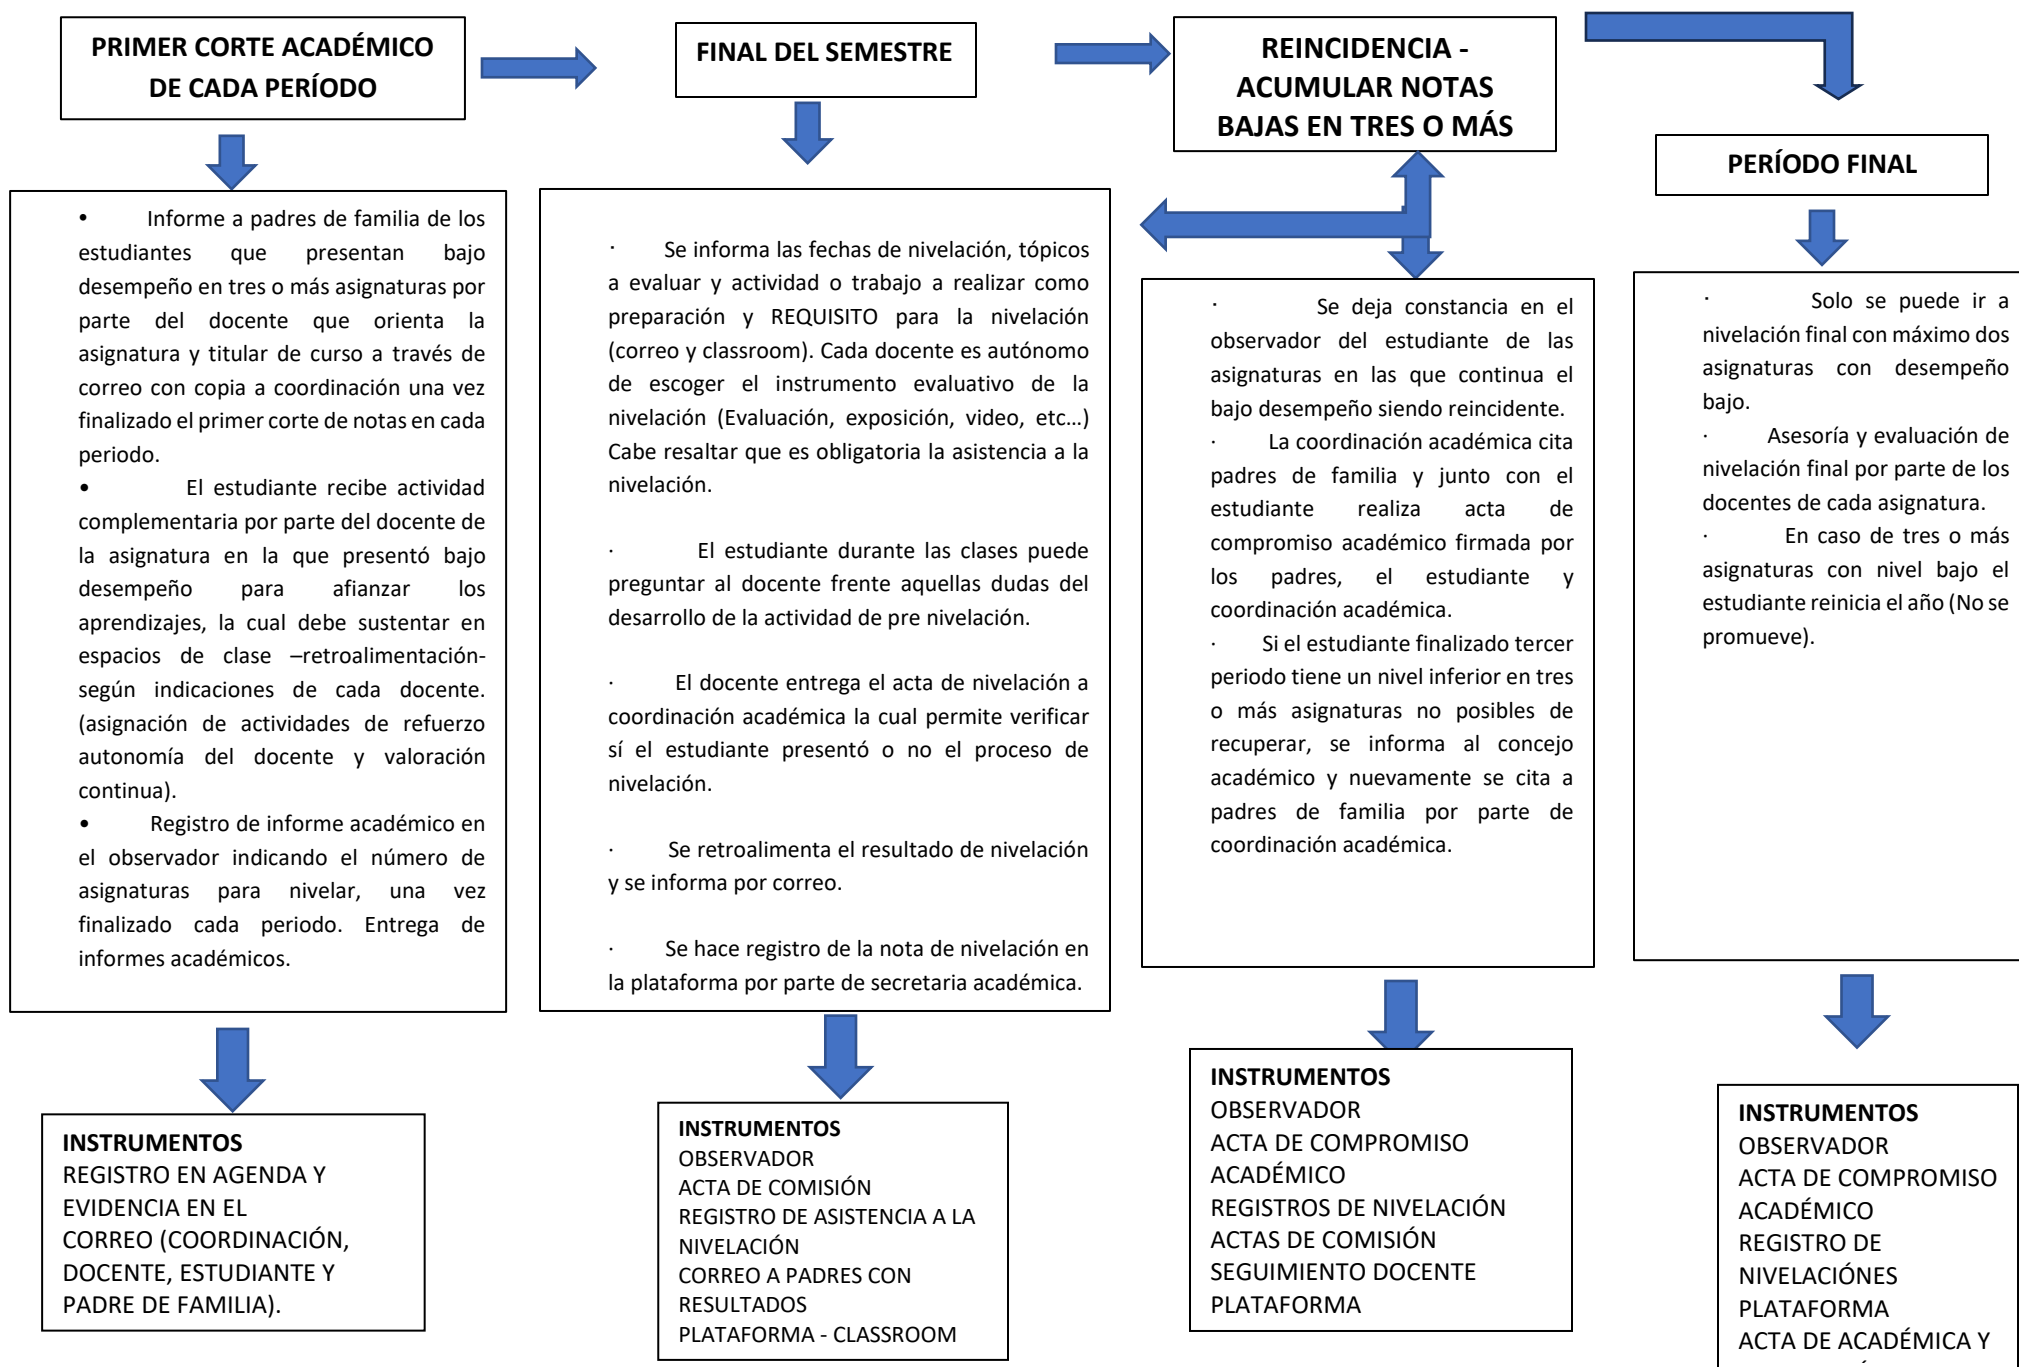 PRIMER CORTE ACADÉMICO
DE CADA PERÍODO
• Informe a padres de familia de los
estudiantes que presentan bajo
desempeño en tres o más asignaturas por
parte del docente que orienta la
asignatura y titular de curso a través de
correo con copia a coordinación una vez
finalizado el primer corte de notas en cada
periodo.
• El estudiante recibe actividad
complementaria por parte del docente de
la asignatura en la que presentó bajo
desempeño para afianzar los
aprendizajes, la cual debe sustentar en
espacios de clase –retroalimentación-
según indicaciones de cada docente.
(asignación de actividades de refuerzo
autonomía del docente y valoración
continua).
• Registro de informe académico en
el observador indicando el número de
asignaturas para nivelar, una vez
finalizado cada periodo. Entrega de
informes académicos.
INSTRUMENTOS
REGISTRO EN AGENDA Y
EVIDENCIA EN EL
CORREO (COORDINACIÓN,
DOCENTE, ESTUDIANTE Y
PADRE DE FAMILIA).
FINAL DEL SEMESTRE
· Se informa las fechas de nivelación, tópicos
a evaluar y actividad o trabajo a realizar como
preparación y REQUISITO para la nivelación
(correo y classroom). Cada docente es autónomo
de escoger el instrumento evaluativo de la
nivelación (Evaluación, exposición, video, etc…)
Cabe resaltar que es obligatoria la asistencia a la
nivelación.
· El estudiante durante las clases puede
preguntar al docente frente aquellas dudas del
desarrollo de la actividad de pre nivelación.
· El docente entrega el acta de nivelación a
coordinación académica la cual permite verificar
sí el estudiante presentó o no el proceso de
nivelación.
· Se retroalimenta el resultado de nivelación
y se informa por correo.
· Se hace registro de la nota de nivelación en
la plataforma por parte de secretaria académica.
INSTRUMENTOS
OBSERVADOR
ACTA DE COMISIÓN
REGISTRO DE ASISTENCIA A LA
NIVELACIÓN
CORREO A PADRES CON
RESULTADOS
PLATAFORMA - CLASSROOM
REINCIDENCIA -
ACUMULAR NOTAS
BAJAS EN TRES O MÁS
· Se deja constancia en el
observador del estudiante de las
asignaturas en las que continua el
bajo desempeño siendo reincidente.
· La coordinación académica cita
padres de familia y junto con el
estudiante realiza acta de
compromiso académico firmada por
los padres, el estudiante y
coordinación académica.
· Si el estudiante finalizado tercer
periodo tiene un nivel inferior en tres
o más asignaturas no posibles de
recuperar, se informa al concejo
académico y nuevamente se cita a
padres de familia por parte de
coordinación académica.
INSTRUMENTOS
OBSERVADOR
ACTA DE COMPROMISO
ACADÉMICO
REGISTROS DE NIVELACIÓN
ACTAS DE COMISIÓN
SEGUIMIENTO DOCENTE
PLATAFORMA
PERÍODO FINAL
· Solo se puede ir a
nivelación final con máximo dos
asignaturas con desempeño
bajo.
· Asesoría y evaluación de
nivelación final por parte de los
docentes de cada asignatura.
· En caso de tres o más
asignaturas con nivel bajo el
estudiante reinicia el año (No se
promueve).
INSTRUMENTOS
OBSERVADOR
ACTA DE COMPROMISO
ACADÉMICO
REGISTRO DE
NIVELACIÓNES
PLATAFORMA
ACTA DE ACADÉMICA Y